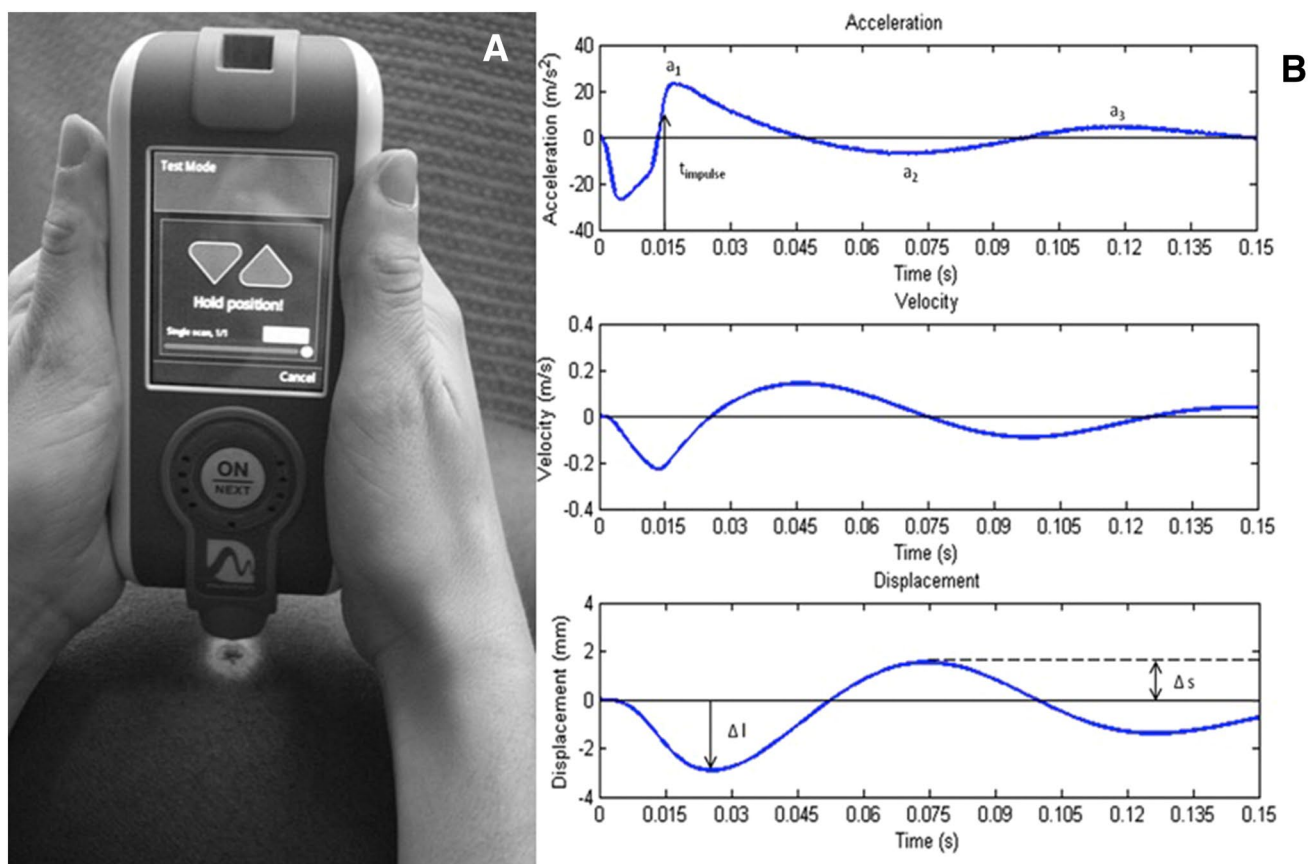 A
Test Mode
Hold position!
Single scan, 1/1
Cancel
ON
NEXT
B
Acceleration
Acceleration (m/s²)
40
20
0
-20
-40
a₁
a₂
a₃
t impulse
0 0.015 0.03 0.045 0.06 0.075 0.09 0.105 0.12 0.135 0.15
Time (s)
Velocity
Velocity (m/s)
0.4
0.2
0
-0.2
-0.4
0 0.015 0.03 0.045 0.06 0.075 0.09 0.105 0.12 0.135 0.15
Time (s)
Displacement
Displacement (mm)
4
2
0
-2
-4
Δ l
Δ s
0 0.015 0.03 0.045 0.06 0.075 0.09 0.105 0.12 0.135 0.15
Time (s)